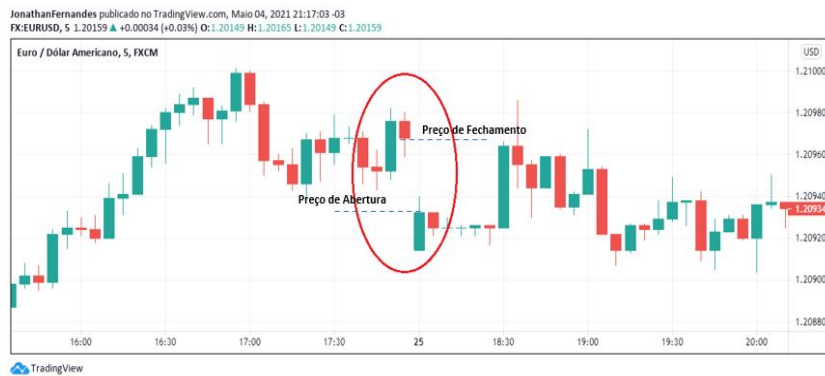 JonathanFernandes publicado no TradingView.com, Maio 04, 2021 21:17:03 -03
FX:EURUSD, 5 1.20159 ▲ +0.00034 (+0.03%) O:1.20149 H:1.20165 L:1.20149 C:1.20159
Euro / Dólar Americano, 5, FXCM
USD
1.21000
1.20980
Preço de Fechamento
1.20960
Preço de Abertura
1.20940
1.20934
1.20920
1.20900
1.20880
16:00 16:30 17:00 17:30 25 18:30 19:00 19:30 20:00
TradingView